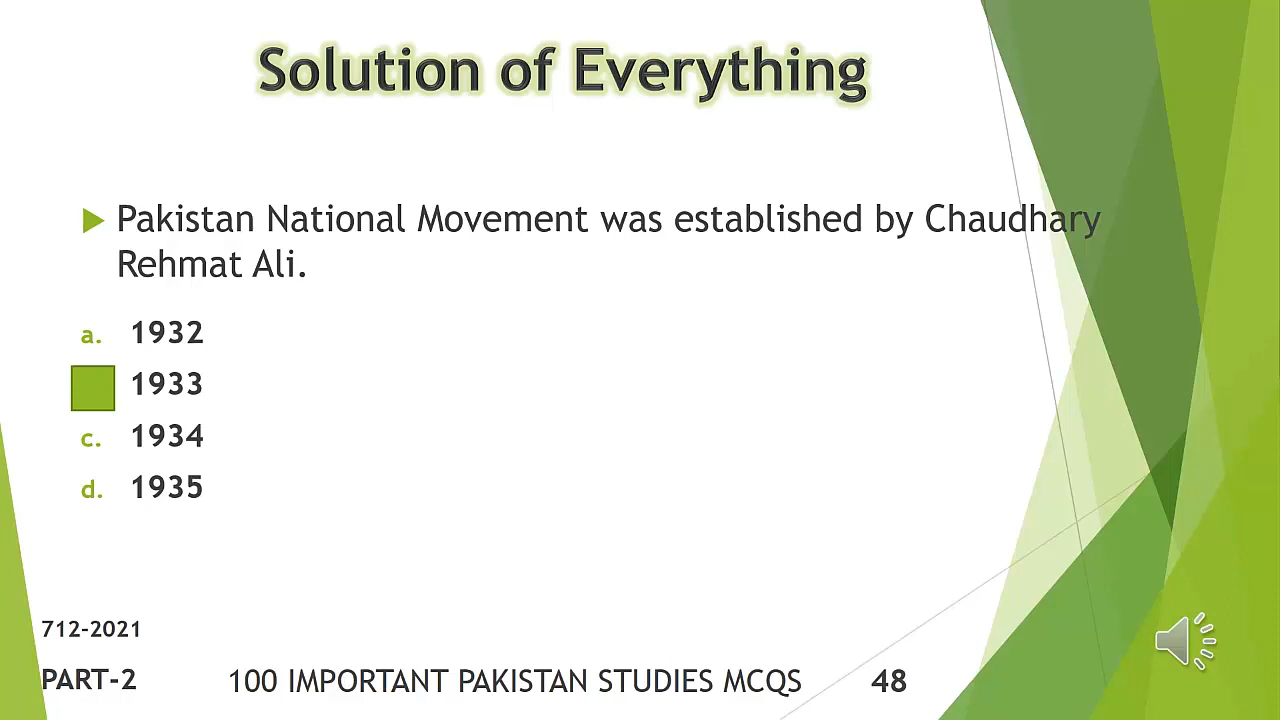 Solution of Everything
Pakistan National Movement was established by Chaudhary
Rehmat Ali.
a. 1932
1933
c. 1934
d. 1935
712-2021
PART-2 100 IMPORTANT PAKISTAN STUDIES MCQS 48